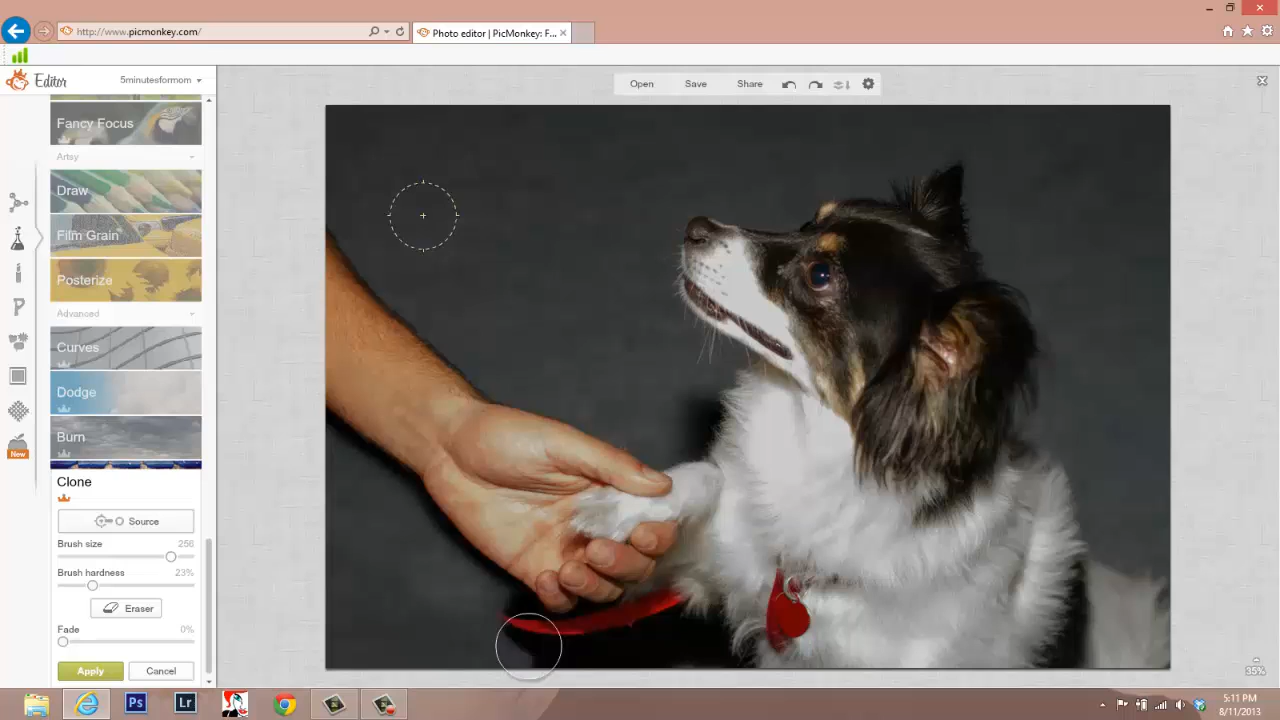 http://www.picmonkey.com/
Photo editor | PicMonkey: F...
Editor
5minutesformom
Open
Save
Share
Fancy Focus
Artsy
Draw
Film Grain
Posterize
Advanced
Curves
Dodge
Burn
Clone
Source
Brush size 256
Brush hardness 23%
Eraser
Fade 0%
Apply
Cancel
New
35%
Ps
Lr
5:11 PM
8/11/2013